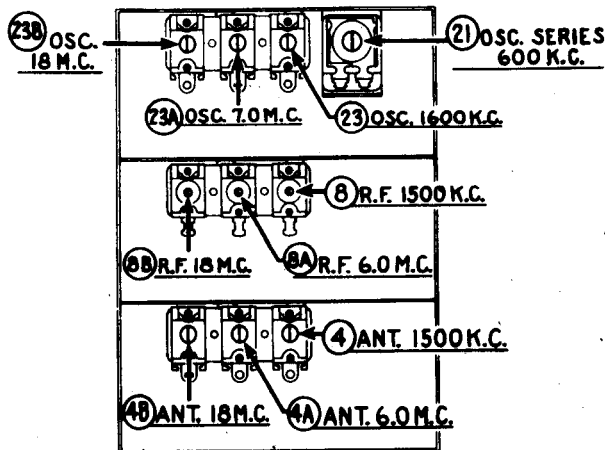 23B OSC.
18 M.C.
21 OSC. SERIES
600 K.C.
23A OSC. 7.0 M.C.
23 OSC. 1600 K.C.
8 R.F. 1500 K.C.
8B R.F. 18 M.C.
8A R.F. 6.0 M.C.
4 ANT. 1500 K.C.
4B ANT. 18 M.C.
4A ANT. 6.0 M.C.